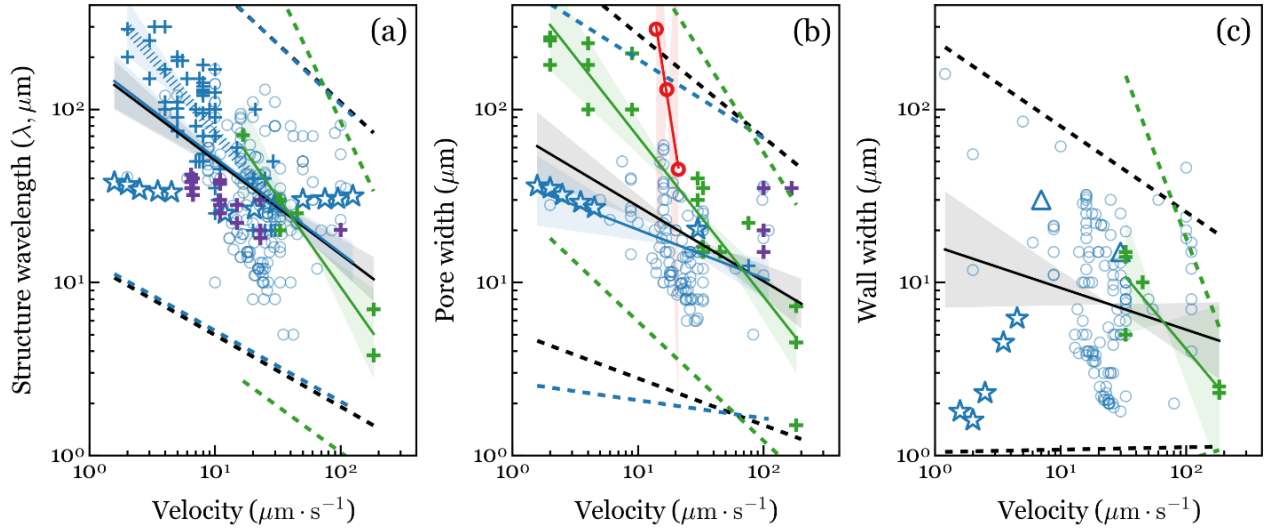 (a)
(b)
(c)
Structure wavelength (λ, μm)
10²
10¹
10⁰
10⁰
10¹
10²
Velocity (μm · s⁻¹)
Pore width (μm)
10²
10¹
10⁰
10⁰
10¹
10²
Velocity (μm · s⁻¹)
Wall width (μm)
10²
10¹
10⁰
10⁰
10¹
10²
Velocity (μm · s⁻¹)